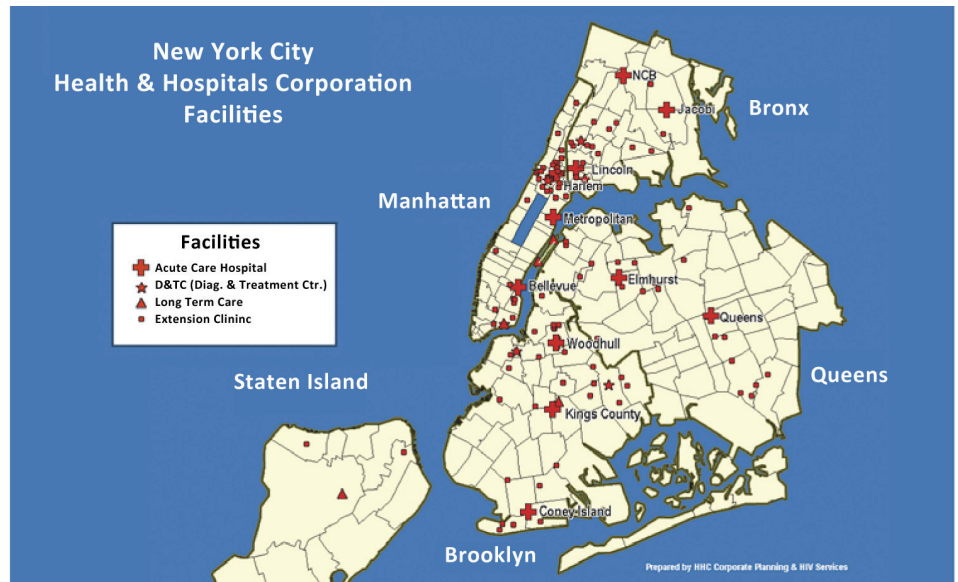 New York City
Health & Hospitals Corporation
Facilities
NCB
Jacobi
Bronx
Lincoln
Harlem
Manhattan
Metropolitan
Facilities
Acute Care Hospital
D&TC (Diag. & Treatment Ctr.)
Long Term Care
Extension Clininc
Bellevue
Elmhurst
Queens
Woodhull
Staten Island
Queens
Kings County
Coney Island
Brooklyn
Prepared by HHC Corporate Planning & HIV Services